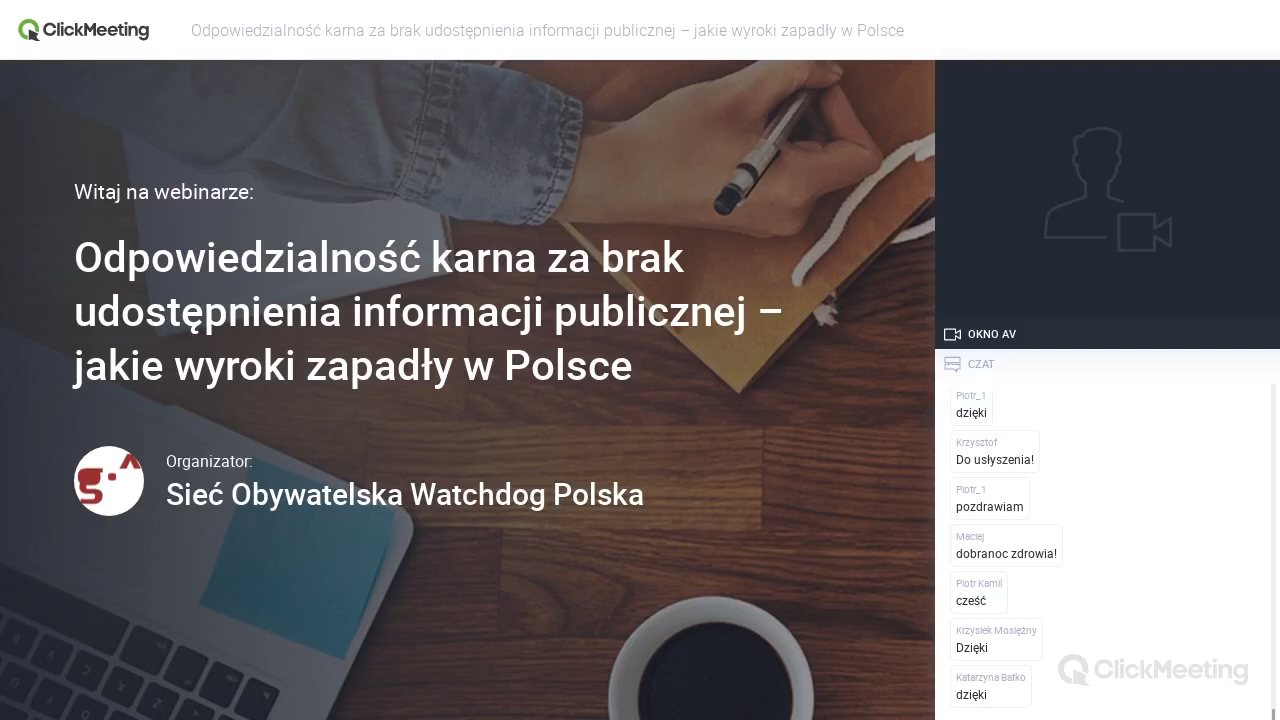 ClickMeeting
Odpowiedzialność karna za brak udostępnienia informacji publicznej – jakie wyroki zapadły w Polsce
Witaj na webinarze:
Odpowiedzialność karna za brak
udostępnienia informacji publicznej –
jakie wyroki zapadły w Polsce
Organizator:
Sieć Obywatelska Watchdog Polska
OKNO AV
CZAT
Piotr_1
dzięki
Krzysztof
Do usłyszenia!
Piotr_1
pozdrawiam
Maciej
dobranoc zdrowia!
Piotr Kamil
cześć
Krzysiek Mosiężny
Dzięki
Katarzyna Batko
dzięki
ClickMeeting